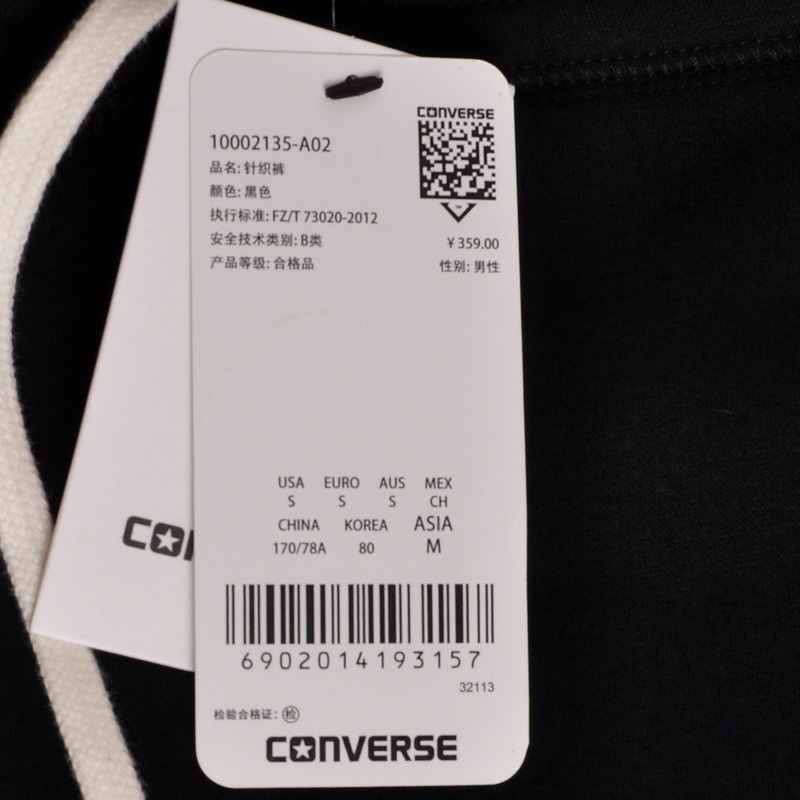 CONVERSE
10002135-A02
品名: 针织裤
颜色: 黑色
执行标准: FZ/T 73020-2012
安全技术类别: B类
¥ 359.00
产品等级: 合格品
性别: 男性
USA EURO AUS MEX
S S S CH
CHINA KOREA ASIA
170/78A 80 M
6902014193157
32113
检验合格证: 检
CONVERSE